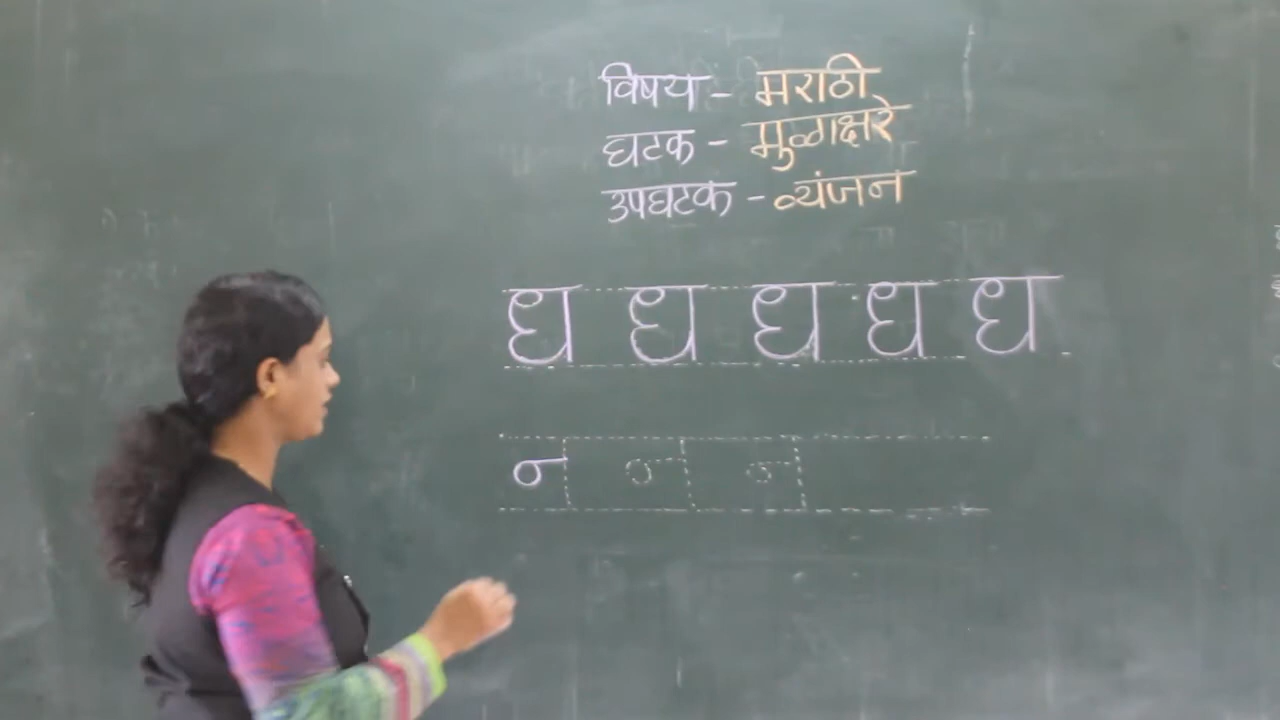 विषय - मराठी
घटक - मुळाक्षरे
उपघटक - व्यंजन
ध ध ध ध ध
न न न